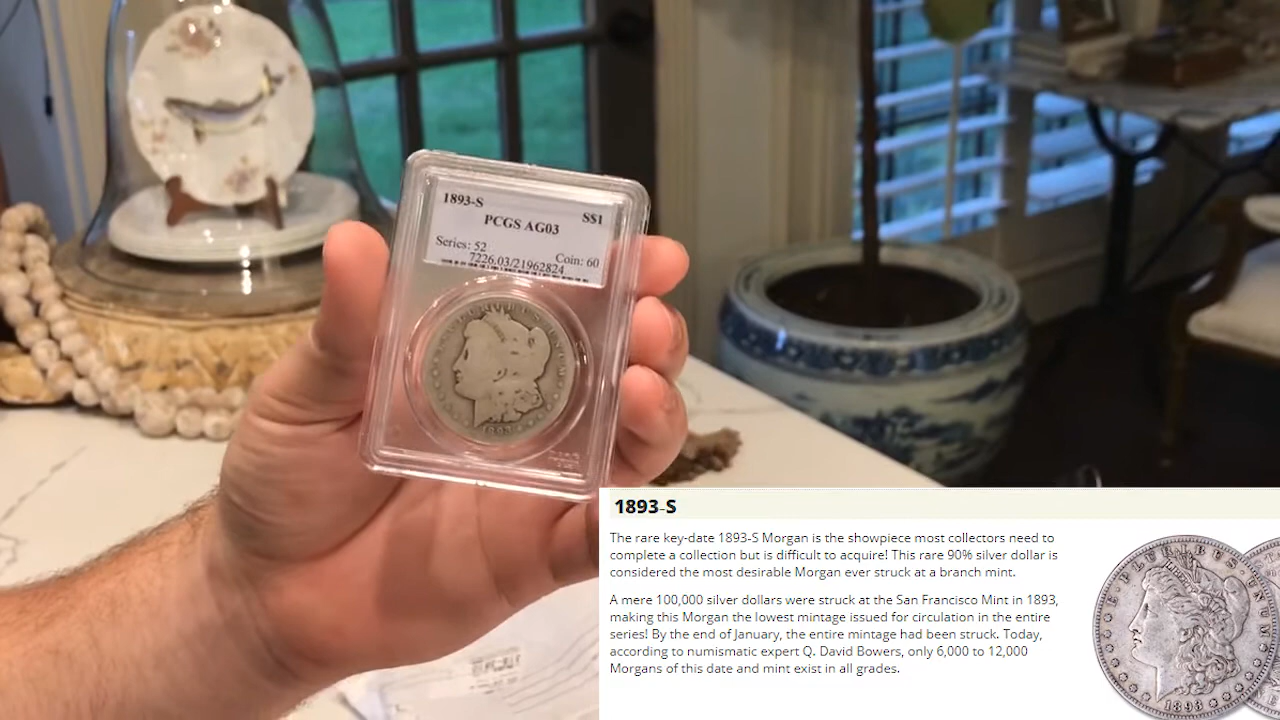 1893-S
PCGS AG03
S$1
Series: 52
Coin: 60
7226.03/21962824
1893
1893-S
The rare key-date 1893-S Morgan is the showpiece most collectors need to
complete a collection but is difficult to acquire! This rare 90% silver dollar is
considered the most desirable Morgan ever struck at a branch mint.
A mere 100,000 silver dollars were struck at the San Francisco Mint in 1893,
making this Morgan the lowest mintage issued for circulation in the entire
series! By the end of January, the entire mintage had been struck. Today,
according to numismatic expert Q. David Bowers, only 6,000 to 12,000
Morgans of this date and mint exist in all grades.
E·PLURIBUS·UNUM
1893